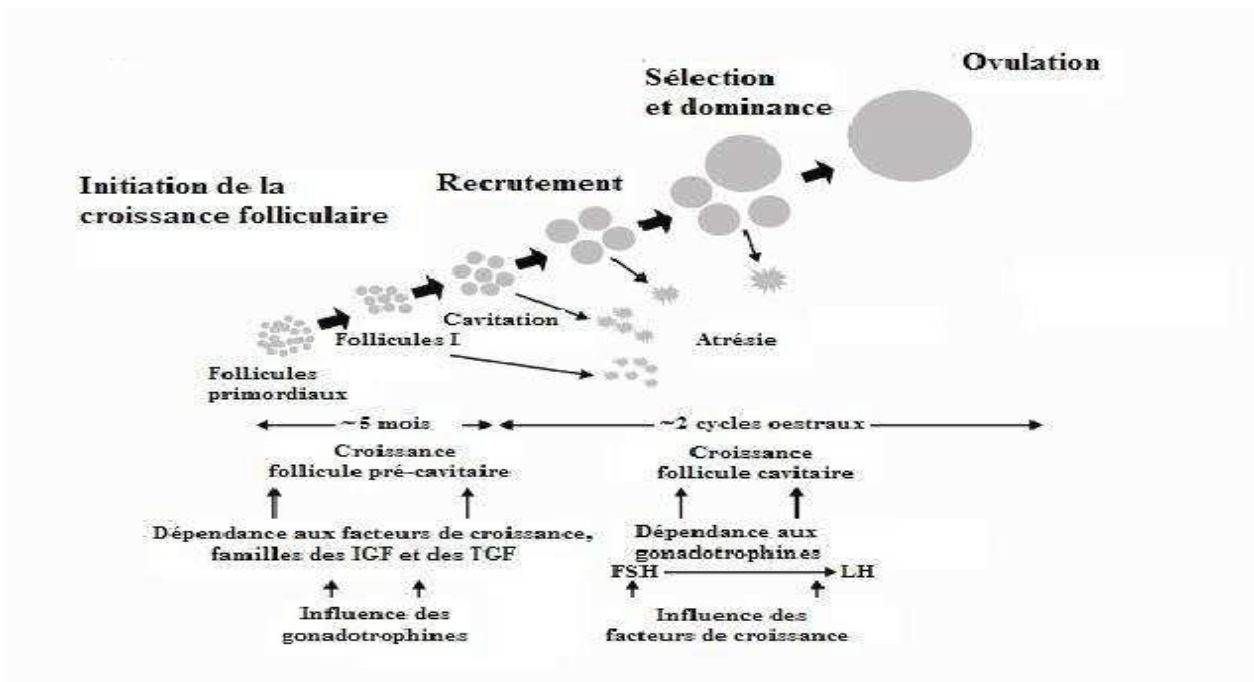 Ovulation
Sélection
et dominance
Recrutement
Initiation de la
croissance folliculaire
Cavitation
Follicules I
Atrésie
Follicules
primordiaux
~5 mois
~2 cycles oestraux
Croissance
follicule pré-cavitaire
Croissance
follicule cavitaire
Dépendance aux facteurs de croissance,
familles des IGF et des TGF
Dépendance aux
gonadotrophines
FSH
LH
Influence des
gonadotrophines
Influence des
facteurs de croissance